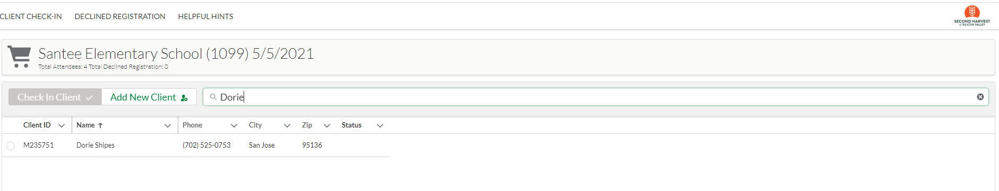 CLIENT CHECK-IN DECLINED REGISTRATION HELPFUL HINTS
SECOND HARVEST
of SILICON VALLEY
Santee Elementary School (1099) 5/5/2021
Total Attendees: 4 Total Declined Registration: 0
Check In Client Add New Client Dorie
Client ID Name Phone City Zip Status
M235751 Dorie Shipes (702) 525-0753 San Jose 95136